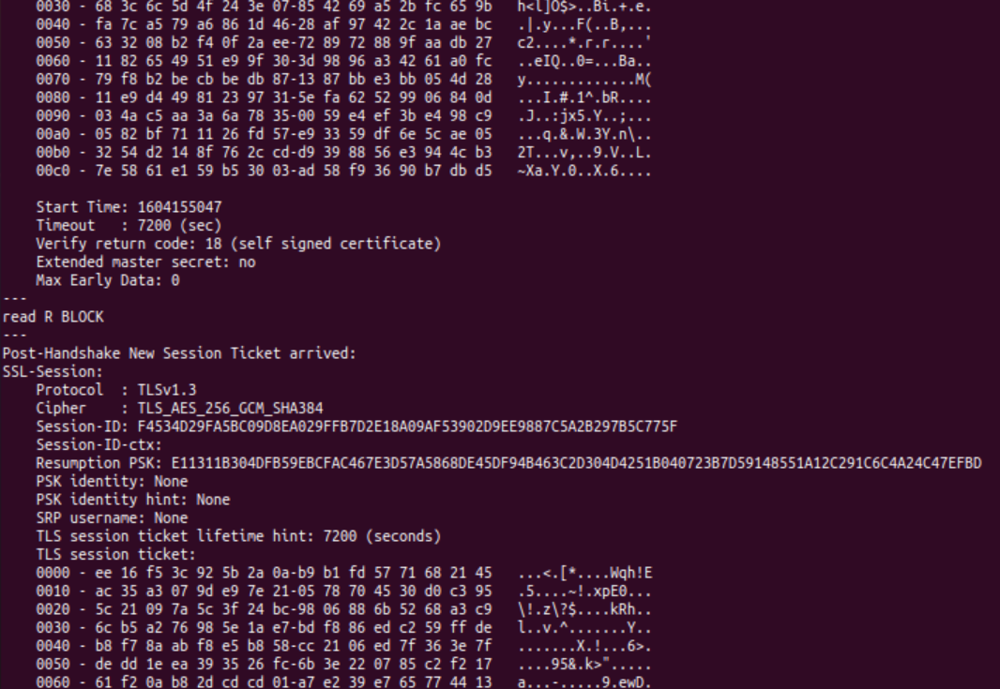 0030 - 68 3c 6c 5d 4f 24 3e 07-85 42 69 a5 2b fc 65 9b   h<l]O$>..Bi.+.e.
0040 - fa 7c a5 79 a6 86 1d 46-28 af 97 42 2c 1a ae bc   .|.y...F(..B,...
0050 - 63 32 08 b2 f4 0f 2a ee-72 89 72 88 9f aa db 27   c2....*.r.r....'
0060 - 11 82 65 49 51 e9 9f 30-3d 98 96 a3 42 61 a0 fc   ..eIQ..0=...Ba..
0070 - 79 f8 b2 be cb be db 87-13 87 bb e3 bb 05 4d 28   y.............M(
0080 - 11 e9 d4 49 81 23 97 31-5e fa 62 52 99 06 84 0d   ...I.#.1^.bR....
0090 - 03 4a c5 aa 3a 6a 78 35-00 59 e4 ef 3b e4 98 c9   .J..:jx5.Y..;...
00a0 - 05 82 bf 71 11 26 fd 57-e9 33 59 df 6e 5c ae 05   ...q.&.W.3Y.n\..
00b0 - 32 54 d2 14 8f 76 2c cd-d9 39 88 56 e3 94 4c b3   2T...v,..9.V..L.
00c0 - 7e 58 61 e1 59 b5 30 03-ad 58 f9 36 90 b7 db d5   ~Xa.Y.0..X.6....
Start Time: 1604155047
Timeout   : 7200 (sec)
Verify return code: 18 (self signed certificate)
Extended master secret: no
Max Early Data: 0
---
read R BLOCK
---
Post-Handshake New Session Ticket arrived:
SSL-Session:
Protocol  : TLSv1.3
Cipher    : TLS_AES_256_GCM_SHA384
Session-ID: F4534D29FA5BC09D8EA029FFB7D2E18A09AF53902D9EE9887C5A2B297B5C775F
Session-ID-ctx:
Resumption PSK: E11311B304DFB59EBCFAC467E3D57A5868DE45DF94B463C2D304D4251B040723B7D59148551A12C291C6C4A24C47EFBD
PSK identity: None
PSK identity hint: None
SRP username: None
TLS session ticket lifetime hint: 7200 (seconds)
TLS session ticket:
0000 - ee 16 f5 3c 92 5b 2a 0a-b9 b1 fd 57 71 68 21 45   ...<.[*....Wqh!E
0010 - ac 35 a3 07 9d e9 7e 21-05 78 70 45 30 d0 c3 95   .5....~!.xpE0...
0020 - 5c 21 09 7a 5c 3f 24 bc-98 06 88 6b 52 68 a3 c9   \!.z\?$....kRh..
0030 - 6c b5 a2 76 98 5e 1a e7-bd f8 86 ed c2 59 ff de   l..v.^.......Y..
0040 - b8 f7 8a ab f8 e5 b8 58-cc 21 06 ed 7f 36 3e 7f   .......X.!...6>.
0050 - de dd 1e ea 39 35 26 fc-6b 3e 22 07 85 c2 f2 17   ....95&.k>".....
0060 - 61 f2 0a b8 2d cd cd 01-a7 e2 39 e7 65 77 44 13   a...-.....9.ewD.